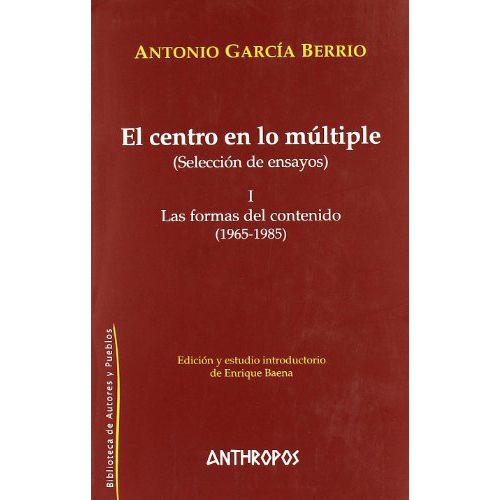 ANTONIO GARCÍA BERRIO
El centro en lo múltiple
(Selección de ensayos)
I
Las formas del contenido
(1965-1985)
Edición y estudio introductorio
de Enrique Baena
Biblioteca de Autores y Pueblos
ANTHROPOS